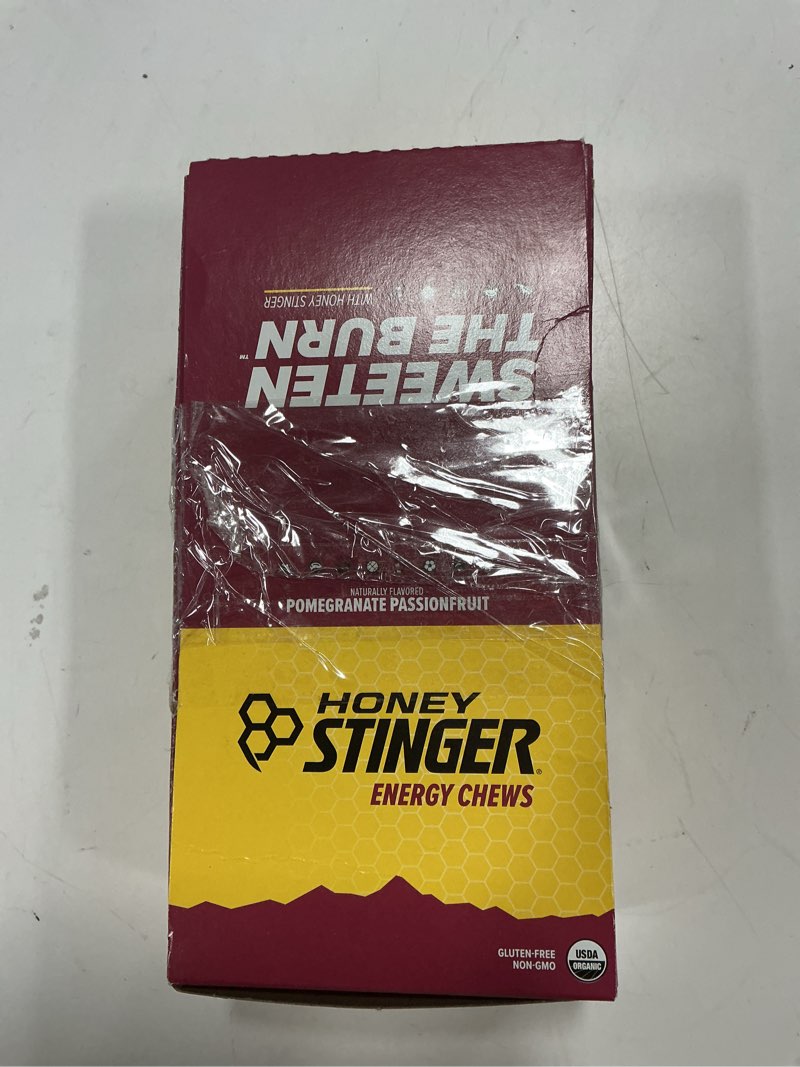 WITH HONEY STINGER
SWEETEN
THE BURN™
NATURALLY FLAVORED
POMEGRANATE PASSIONFRUIT
HONEY
STINGER®
ENERGY CHEWS
GLUTEN-FREE
NON-GMO
USDA
ORGANIC